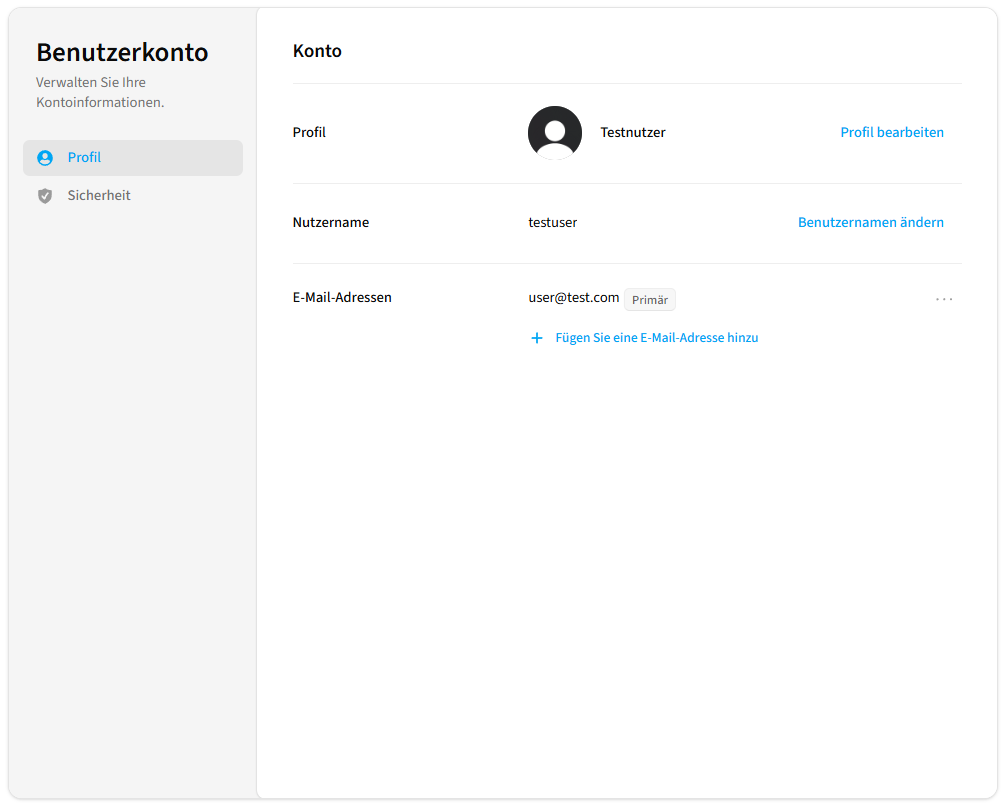 Benutzerkonto
Verwalten Sie Ihre
Kontoinformationen.
Profil
Sicherheit
Konto
Profil
Testnutzer
Profil bearbeiten
Nutzername
testuser
Benutzernamen ändern
E-Mail-Adressen
user@test.com
Primär
Fügen Sie eine E-Mail-Adresse hinzu